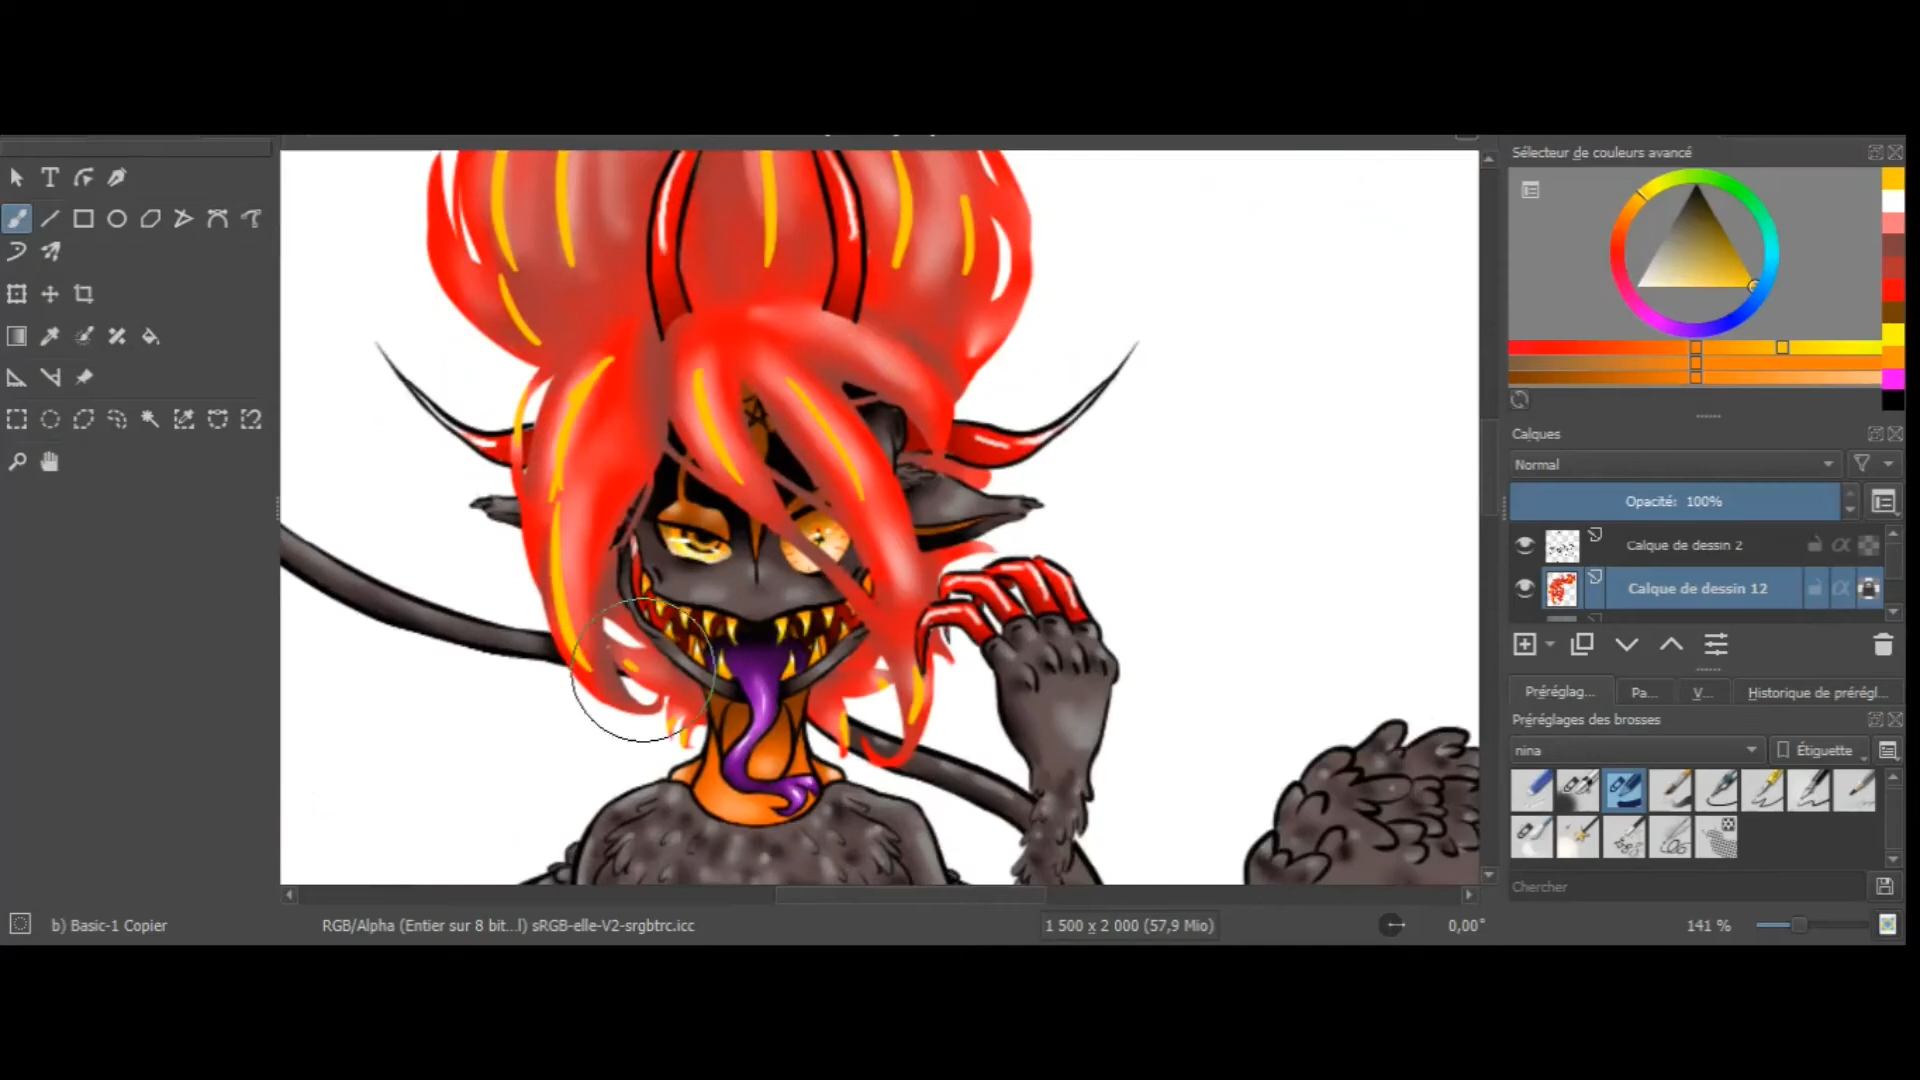 Sélecteur de couleurs avancé
Calques
Normal
Opacité: 100%
Calque de dessin 2
Calque de dessin 12
Préréglag...
Pa...
V...
Historique de prérégl...
Préréglages des brosses
nina
Étiquette
Chercher
b) Basic-1 Copier
RGB/Alpha (Entier sur 8 bit...l) sRGB-elle-V2-srgbtrc.icc
1 500 x 2 000 (57,9 Mio)
0,00°
141 %